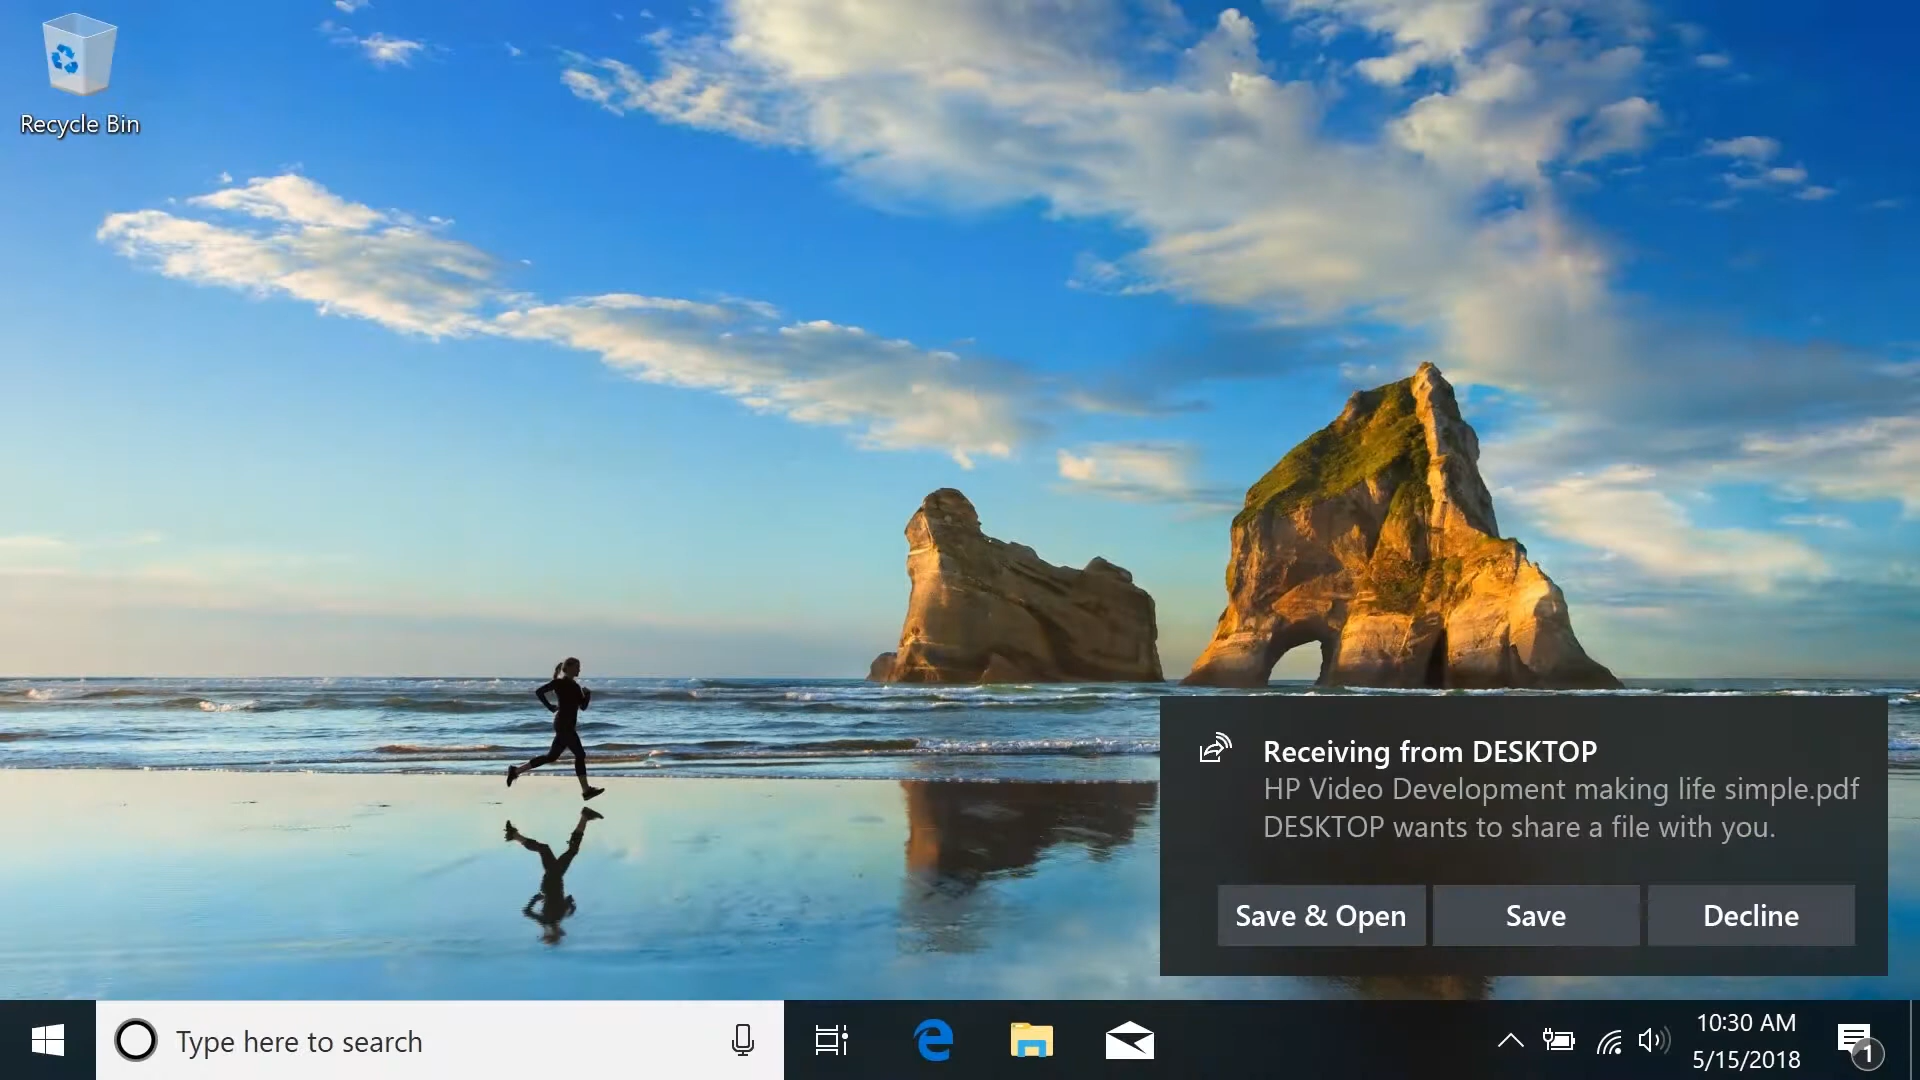 Recycle Bin
Receiving from DESKTOP
HP Video Development making life simple.pdf
DESKTOP wants to share a file with you.
Save & Open
Save
Decline
Type here to search
10:30 AM
5/15/2018
1